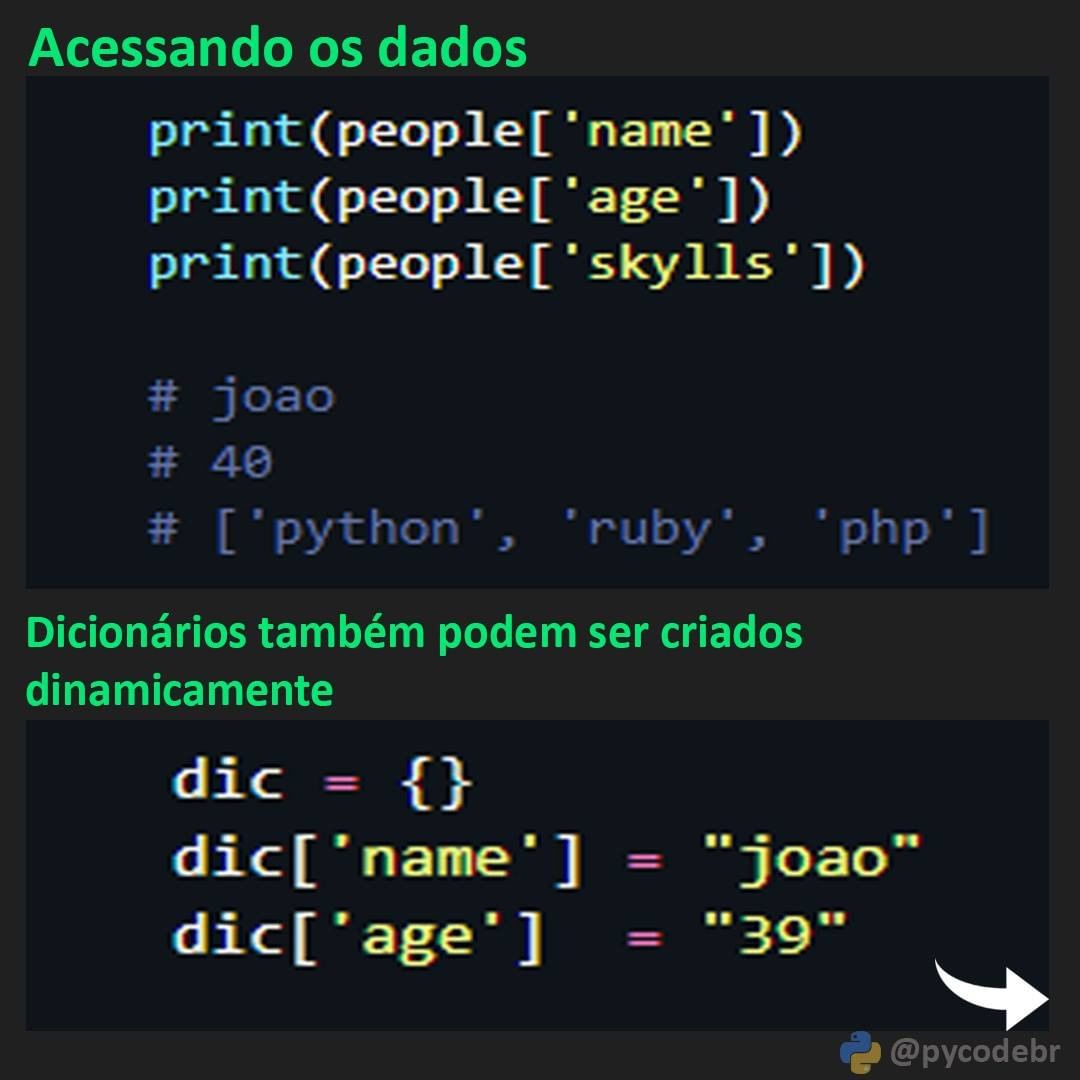 Acessando os dados
print(people['name'])
print(people['age'])
print(people['skylls'])
# joao
# 40
# ['python', 'ruby', 'php']
Dicionários também podem ser criados
dinamicamente
dic = {}
dic['name'] = "joao"
dic['age']  = "39"
@pycodebr